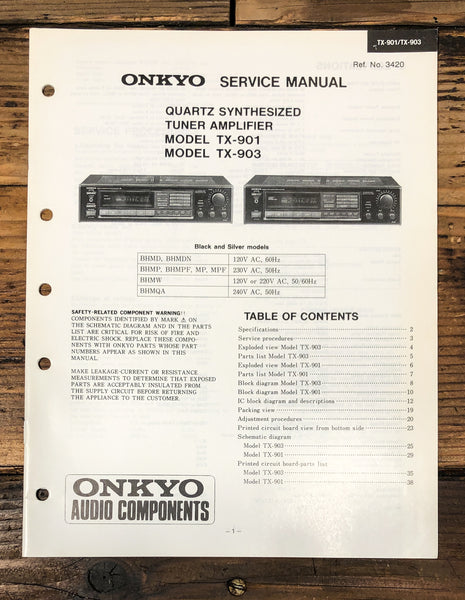 TX-901/TX-903
Ref. No. 3420
ONKYO SERVICE MANUAL
QUARTZ SYNTHESIZED
TUNER AMPLIFIER
MODEL TX-901
MODEL TX-903
ONKYO
ONKYO
Black and Silver models
BHMD, BHMDN 120V AC, 60Hz
BHMP, BHMPF, MP, MPF 230V AC, 50Hz
BHMW 120V or 220V AC, 50/60Hz
BHMQA 240V AC, 50Hz
SAFETY-RELATED COMPONENT WARNING!!
COMPONENTS IDENTIFIED BY MARK ⚠ ON
THE SCHEMATIC DIAGRAM AND IN THE PARTS
LIST ARE CRITICAL FOR RISK OF FIRE AND
ELECTRIC SHOCK. REPLACE THESE COMPO-
NENTS WITH ONKYO PARTS WHOSE PART
NUMBERS APPEAR AS SHOWN IN THIS
MANUAL.
MAKE LEAKAGE-CURRENT OR RESISTANCE
MEASUREMENTS TO DETERMINE THAT EXPOSED
PARTS ARE ACCEPTABLY INSULATED FROM
THE SUPPLY CIRCUIT BEFORE RETURNING
THE APPLIANCE TO THE CUSTOMER.
TABLE OF CONTENTS
Specifications 2
Service procedures 3
Exploded view Model TX-903 4
Parts list Model TX-903 5
Exploded view Model TX-901 6
Parts list Model TX-901 7
Block diagram Model TX-903 8
Block diagram Model TX-901 10
IC block diagram and descriptions 12
Packing view 19
Adjustment procedures 20
Printed circuit board view from bottom side 23
Schematic diagram
Model TX-903 25
Model TX-901 29
Printed circuit board-parts list
Model TX-903 35
Model TX-901 38
ONKYO
AUDIO COMPONENTS
-1-